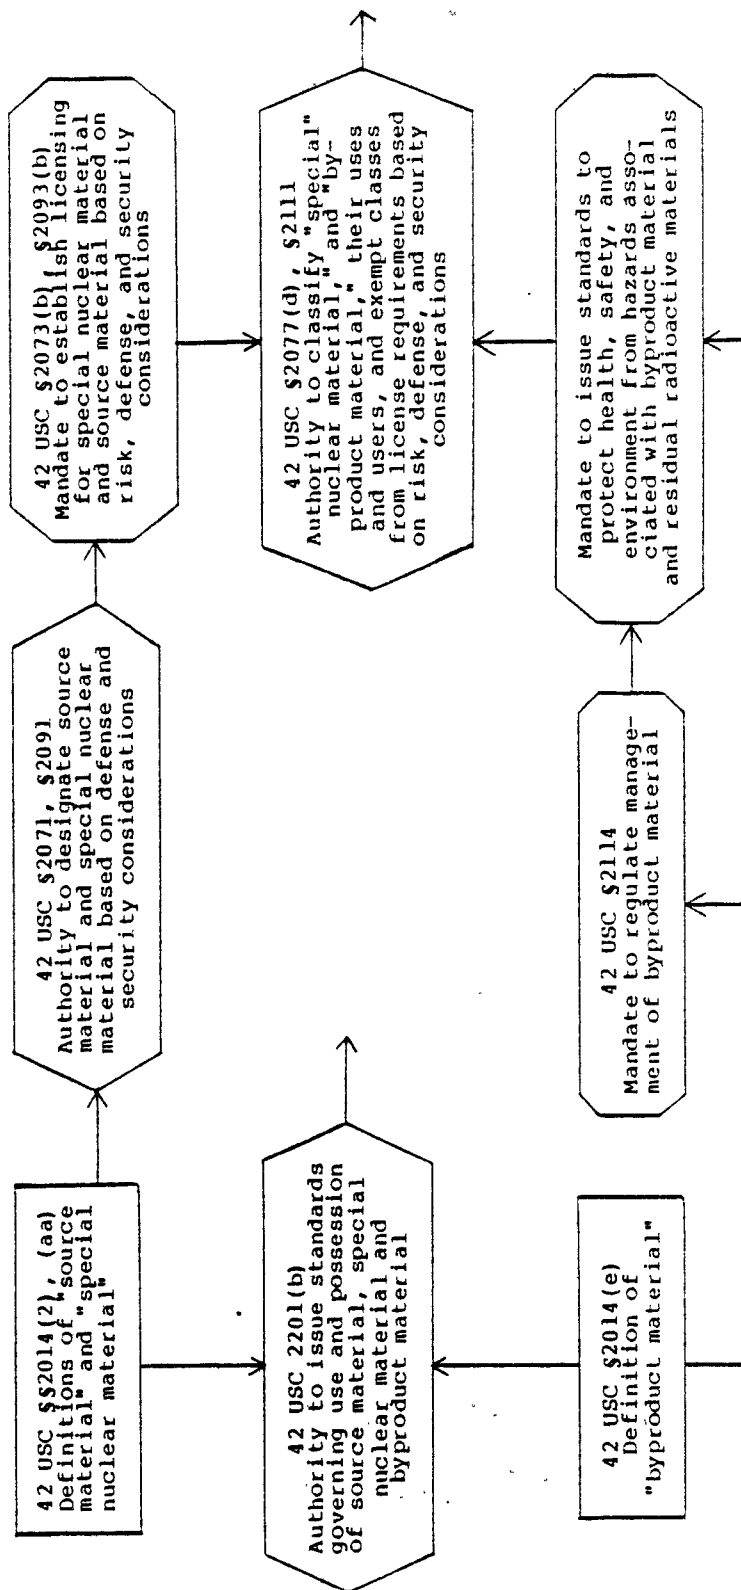 42 USC §§2014(2), (aa)
Definitions of "source
material" and "special
nuclear material"
42 USC §2071, §2091
Authority to designate source
material and special nuclear
material based on defense and
security considerations
42 USC §2073(b), §2093(b)
Mandate to establish licensing
for special nuclear material
and source material based on
risk, defense, and security
considerations
42 USC 2201(b
Authority to issue standards
governing use and possession
of source material, special
nuclear material and
byproduct material
42 USC §2077(d), §2111
Authority to classify "special"
nuclear material," and "by-
product material," their uses
and users, and exempt classes
from license requirements based
on risk, defense, and security
considerations
42 USC §2014(e)
Definition of
"byproduct material"
42 USC §2114
Mandate to regulate manage-
ment of byproduct material
Mandate to issue standards to
protect health, safety, and
environment from hazards asso-
ciated with byproduct material
and residual radioactive materials